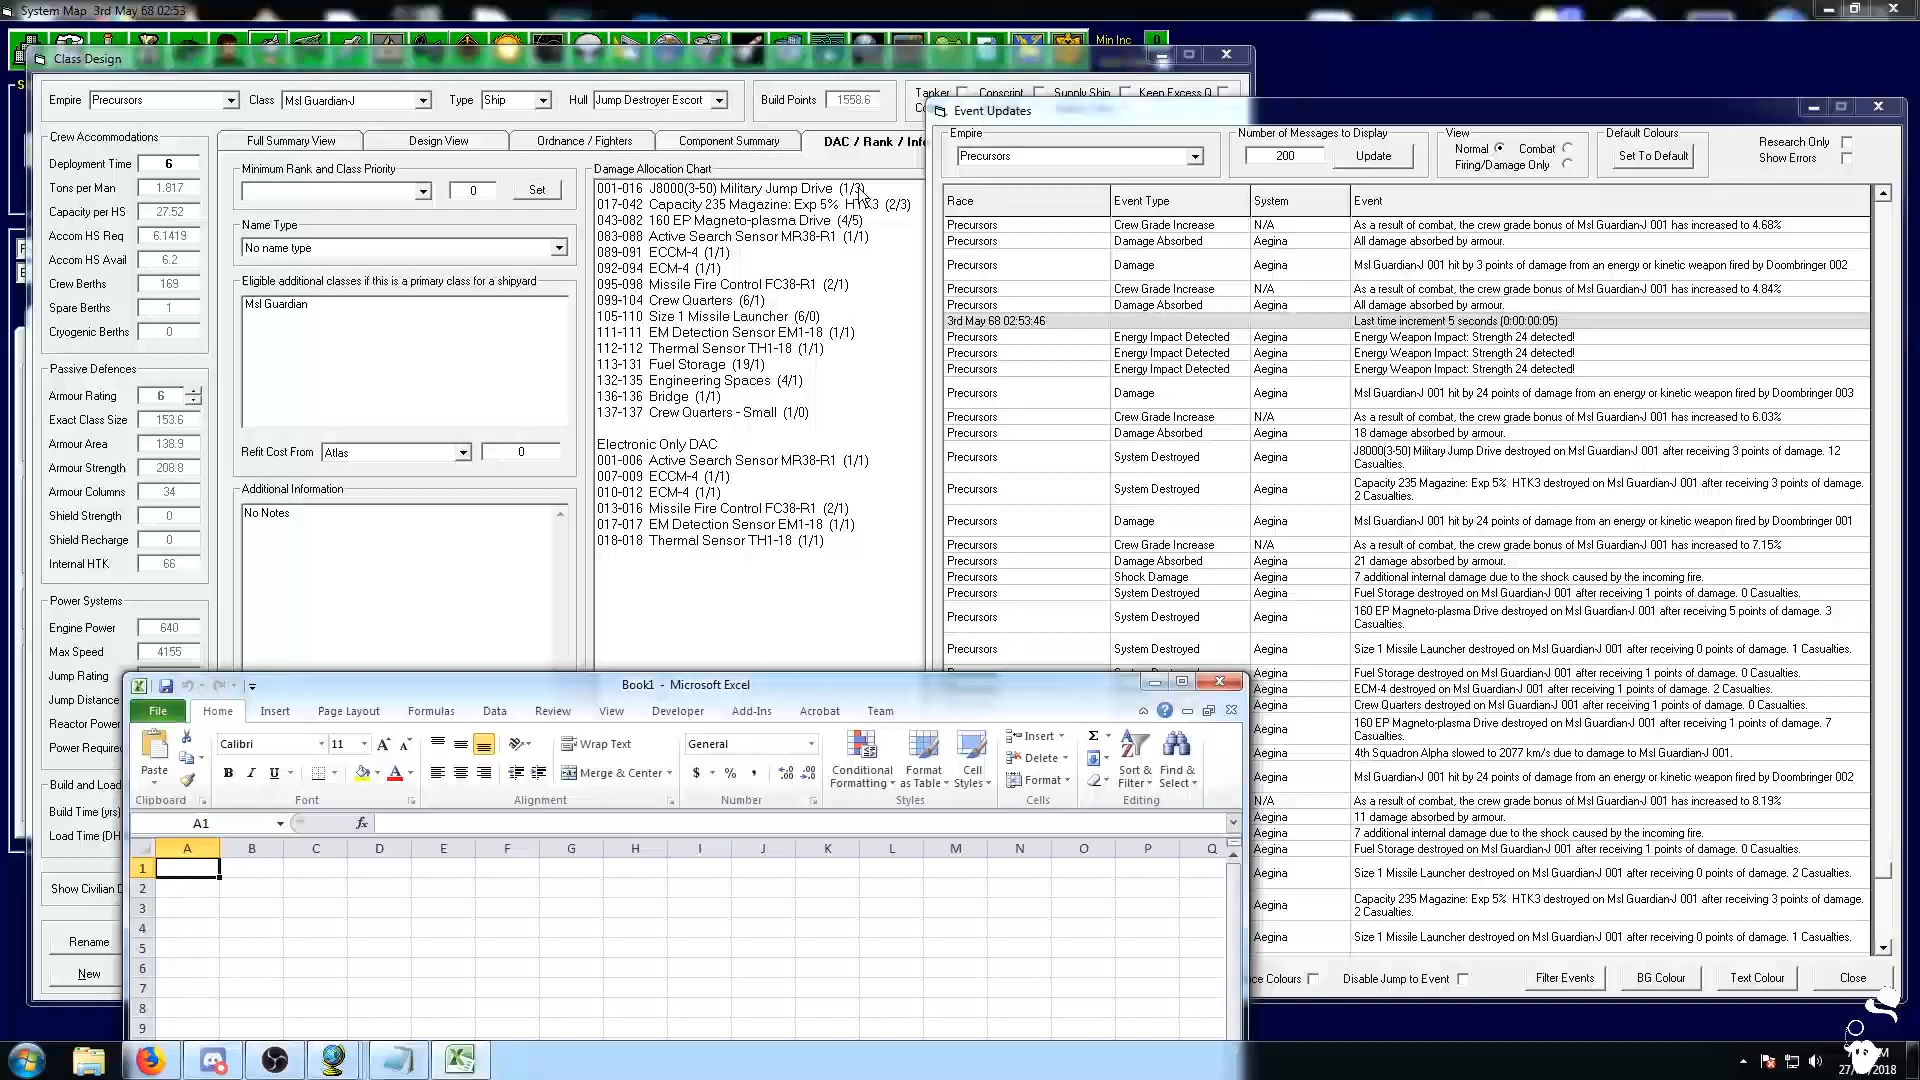 System Map 3rd May 68 02:53
Min Inc 0
Class Design
Empire Precursors Class Msl Guardian-J Type Ship Hull Jump Destroyer Escort Build Points 1558.6
Tanker Conscript Supply Ship Keep Excess Q
Crew Accommodations
Deployment Time 6
Tons per Man 1.817
Capacity per HS 27.52
Accom HS Req 6.1419
Accom HS Avail 6.2
Crew Berths 169
Spare Berths 1
Cryogenic Berths 0
Passive Defences
Armour Rating 6
Exact Class Size 153.6
Armour Area 138.9
Armour Strength 208.8
Armour Columns 34
Shield Strength 0
Shield Recharge 0
Internal HTK 66
Power Systems
Engine Power 640
Max Speed 4155
Jump Rating
Jump Distance
Reactor Power
Power Required
Build and Load
Build Time (yrs)
Load Time (DH
Show Civilian D
Rename
New
Full Summary View Design View Ordnance / Fighters Component Summary DAC / Rank / Info
Minimum Rank and Class Priority
0 Set
Name Type
No name type
Eligible additional classes if this is a primary class for a shipyard
Msl Guardian
Refit Cost From Atlas 0
Additional Information
No Notes
Damage Allocation Chart
001-016 J8000(3-50) Military Jump Drive (1/3)
017-042 Capacity 235 Magazine: Exp 5% HTK3 (2/3)
043-082 160 EP Magneto-plasma Drive (4/5)
083-088 Active Search Sensor MR38-R1 (1/1)
089-091 ECCM-4 (1/1)
092-094 ECM-4 (1/1)
095-098 Missile Fire Control FC38-R1 (2/1)
099-104 Crew Quarters (6/1)
105-110 Size 1 Missile Launcher (6/0)
111-111 EM Detection Sensor EM1-18 (1/1)
112-112 Thermal Sensor TH1-18 (1/1)
113-131 Fuel Storage (19/1)
132-135 Engineering Spaces (4/1)
136-136 Bridge (1/1)
137-137 Crew Quarters - Small (1/0)
Electronic Only DAC
001-006 Active Search Sensor MR38-R1 (1/1)
007-009 ECCM-4 (1/1)
010-012 ECM-4 (1/1)
013-016 Missile Fire Control FC38-R1 (2/1)
017-017 EM Detection Sensor EM1-18 (1/1)
018-018 Thermal Sensor TH1-18 (1/1)
Event Updates
Empire
Precursors
Number of Messages to Display
200 Update
View
Normal Combat
Firing/Damage Only
Default Colours
Set To Default
Research Only
Show Errors
Race Event Type System Event
Precursors Crew Grade Increase N/A As a result of combat, the crew grade bonus of Msl Guardian-J 001 has increased to 4.68%
Precursors Damage Absorbed Aegina All damage absorbed by armour.
Precursors Damage Aegina Msl Guardian-J 001 hit by 3 points of damage from an energy or kinetic weapon fired by Doombringer 002
Precursors Crew Grade Increase N/A As a result of combat, the crew grade bonus of Msl Guardian-J 001 has increased to 4.84%
Precursors Damage Absorbed Aegina All damage absorbed by armour.
3rd May 68 02:53:46 Last time increment 5 seconds (0:00:00:05)
Precursors Energy Impact Detected Aegina Energy Weapon Impact: Strength 24 detected!
Precursors Energy Impact Detected Aegina Energy Weapon Impact: Strength 24 detected!
Precursors Energy Impact Detected Aegina Energy Weapon Impact: Strength 24 detected!
Precursors Damage Aegina Msl Guardian-J 001 hit by 24 points of damage from an energy or kinetic weapon fired by Doombringer 003
Precursors Crew Grade Increase N/A As a result of combat, the crew grade bonus of Msl Guardian-J 001 has increased to 6.03%
Precursors Damage Absorbed Aegina 18 damage absorbed by armour.
Precursors System Destroyed Aegina J8000(3-50) Military Jump Drive destroyed on Msl Guardian-J 001 after receiving 3 points of damage. 12
Casualties.
Precursors System Destroyed Aegina Capacity 235 Magazine: Exp 5% HTK3 destroyed on Msl Guardian-J 001 after receiving 3 points of damage.
2 Casualties.
Precursors Damage Aegina Msl Guardian-J 001 hit by 24 points of damage from an energy or kinetic weapon fired by Doombringer 001
Precursors Crew Grade Increase N/A As a result of combat, the crew grade bonus of Msl Guardian-J 001 has increased to 7.15%
Precursors Damage Absorbed Aegina 21 damage absorbed by armour.
Precursors Shock Damage Aegina 7 additional internal damage due to the shock caused by the incoming fire.
Precursors System Destroyed Aegina Fuel Storage destroyed on Msl Guardian-J 001 after receiving 1 points of damage. 0 Casualties.
Precursors System Destroyed Aegina 160 EP Magneto-plasma Drive destroyed on Msl Guardian-J 001 after receiving 5 points of damage. 3
Casualties.
Precursors System Destroyed Aegina Size 1 Missile Launcher destroyed on Msl Guardian-J 001 after receiving 0 points of damage. 1 Casualties.
Aegina Fuel Storage destroyed on Msl Guardian-J 001 after receiving 1 points of damage. 0 Casualties.
Aegina ECM-4 destroyed on Msl Guardian-J 001 after receiving 1 points of damage. 2 Casualties.
Aegina Crew Quarters destroyed on Msl Guardian-J 001 after receiving 1 points of damage. 0 Casualties.
Aegina 160 EP Magneto-plasma Drive destroyed on Msl Guardian-J 001 after receiving 1 points of damage. 7
Casualties.
Aegina 4th Squadron Alpha slowed to 2077 km/s due to damage to Msl Guardian-J 001.
Aegina Msl Guardian-J 001 hit by 24 points of damage from an energy or kinetic weapon fired by Doombringer 002
N/A As a result of combat, the crew grade bonus of Msl Guardian-J 001 has increased to 8.19%
Aegina 11 damage absorbed by armour.
Aegina 7 additional internal damage due to the shock caused by the incoming fire.
Aegina Fuel Storage destroyed on Msl Guardian-J 001 after receiving 1 points of damage. 0 Casualties.
Aegina Size 1 Missile Launcher destroyed on Msl Guardian-J 001 after receiving 0 points of damage. 2 Casualties.
Aegina Capacity 235 Magazine: Exp 5% HTK3 destroyed on Msl Guardian-J 001 after receiving 3 points of damage.
2 Casualties.
Aegina Size 1 Missile Launcher destroyed on Msl Guardian-J 001 after receiving 0 points of damage. 1 Casualties.
ce Colours Disable Jump to Event Filter Events BG Colour Text Colour Close
Book1 - Microsoft Excel
File Home Insert Page Layout Formulas Data Review View Developer Add-Ins Acrobat Team
Paste
Calibri 11
B I U
Wrap Text
Merge & Center
General
$ % ,
Conditional Formatting
Format as Table
Cell Styles
Insert
Delete
Format
Sort & Filter
Find & Select
Clipboard Font Alignment Number Styles Cells Editing
A1 fx
A B C D E F G H I J K L M N O P Q
1
2
3
4
5
6
7
8
9